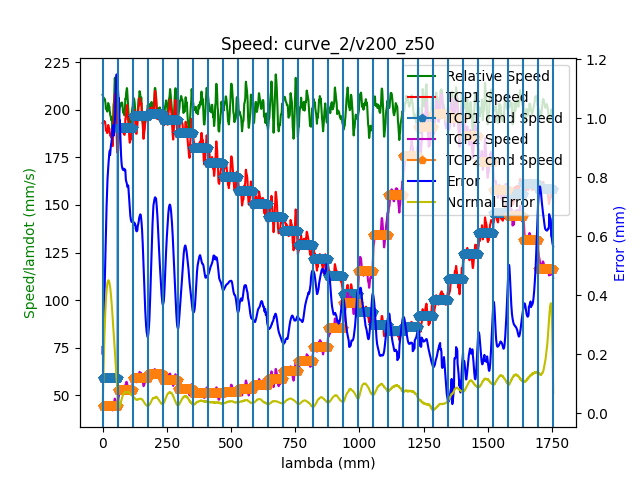 Speed: curve_2/v200_z50
225
200
175
150
125
100
75
50
Speed/lamdot (mm/s)
0
250
500
750
1000
1250
1500
1750
lambda (mm)
1.2
1.0
0.8
0.6
0.4
0.2
0.0
Error (mm)
Relative Speed
TCP1 Speed
TCP1 cmd Speed
TCP2 Speed
TCP2 cmd Speed
Error
Normal Error